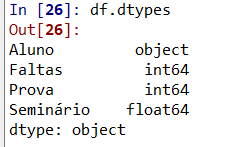 In [26]: df.dtypes
Out[26]:
Aluno         object
Faltas         int64
Prova          int64
Seminário    float64
dtype: object